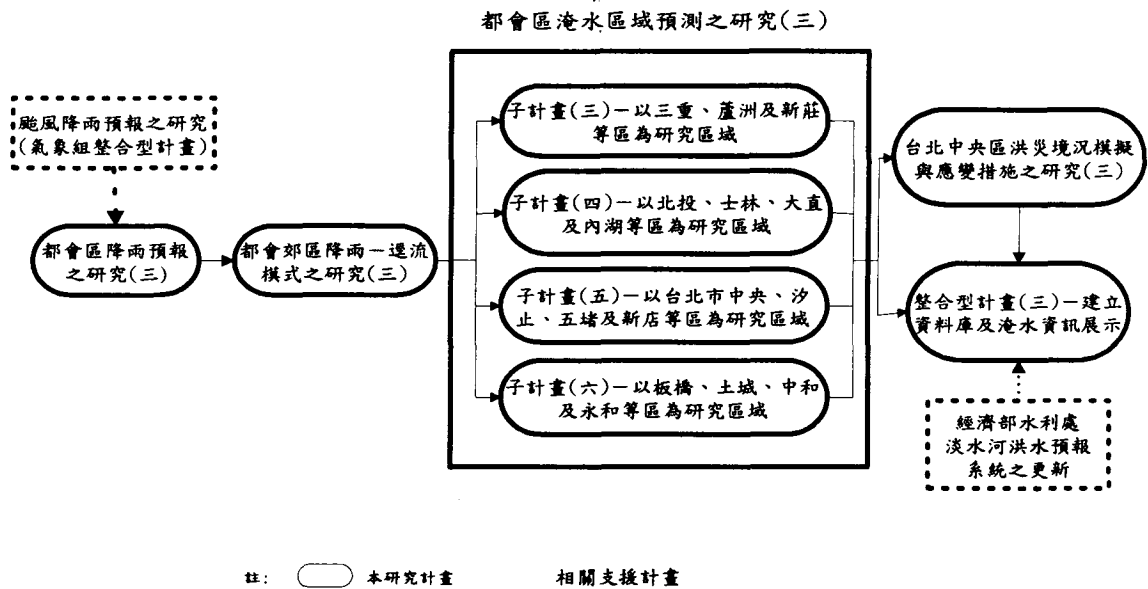 都會區淹水區域預測之研究(三)
颱風降雨預報之研究
(氣象組整合型計畫)
都會區降雨預報
之研究(三)
都會郊區降雨－逕流
模式之研究(三)
子計畫(三)－以三重、蘆洲及新莊
等區為研究區域
子計畫(四)－以北投、士林、大直
及內湖等區為研究區域
子計畫(五)－以台北市中央、汐
止、五堵及新店等區為研究區域
子計畫(六)－以板橋、土城、中和
及永和等區為研究區域
台北中央區洪災境況模擬
與應變措施之研究(三)
整合型計畫(三)－建立
資料庫及淹水資訊展示
經濟部水利處
淡水河洪水預報
系統之更新
註: 本研究計畫 相關支援計畫